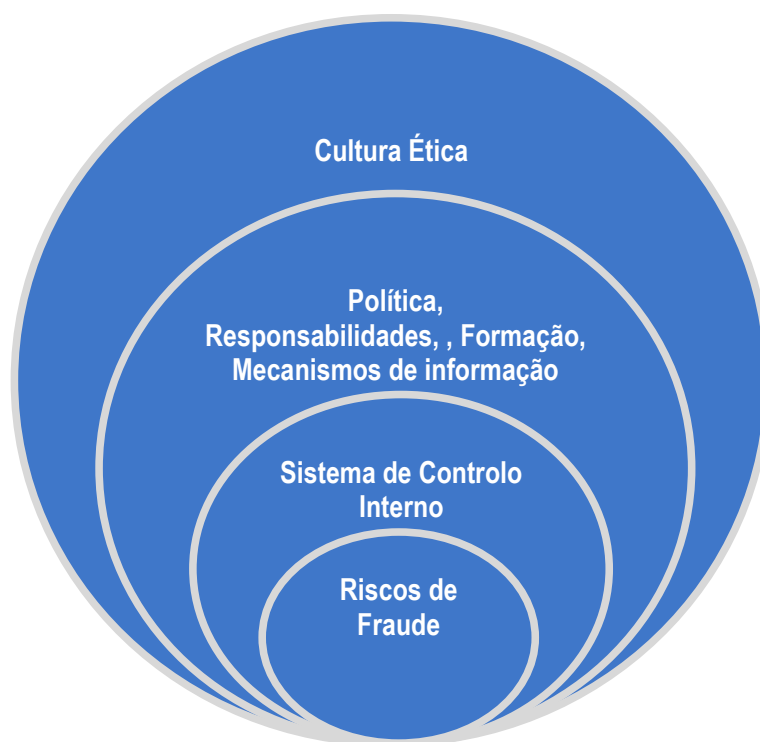 Cultura Ética
Política,
Responsabilidades, , Formação,
Mecanismos de informação
Sistema de Controlo
Interno
Riscos de
Fraude